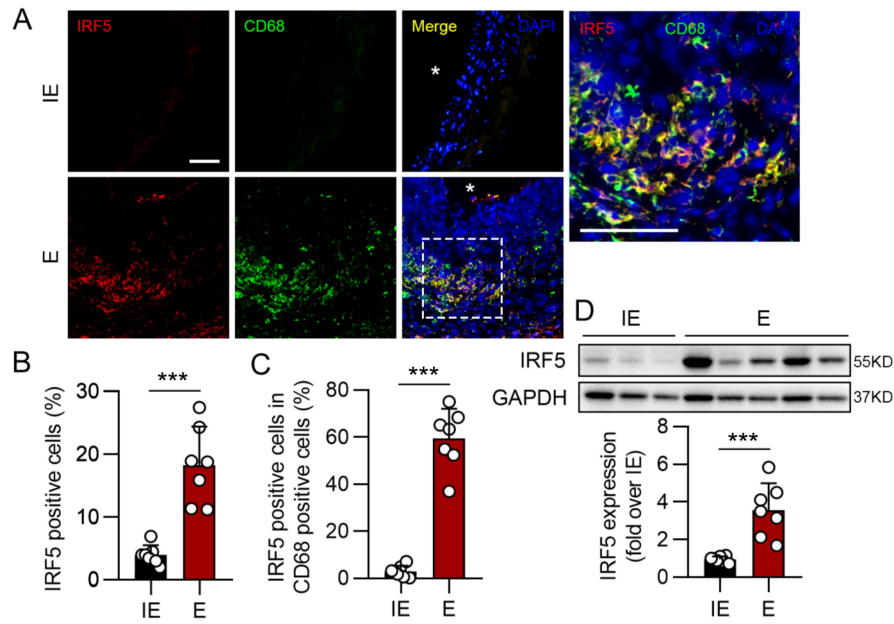 A
IRF5
CD68
Merge
DAPI
IRF5
CD68
IE
*
E
*
B
IRF5 positive cells (%)
30
20
10
0
***
IE
E
C
IRF5 positive cells in
CD68 positive cells (%)
80
60
40
20
0
***
IE
E
D
IE
E
IRF5
55KD
GAPDH
37KD
IRF5 expression
(fold over IE)
8
6
4
2
0
***
IE
E